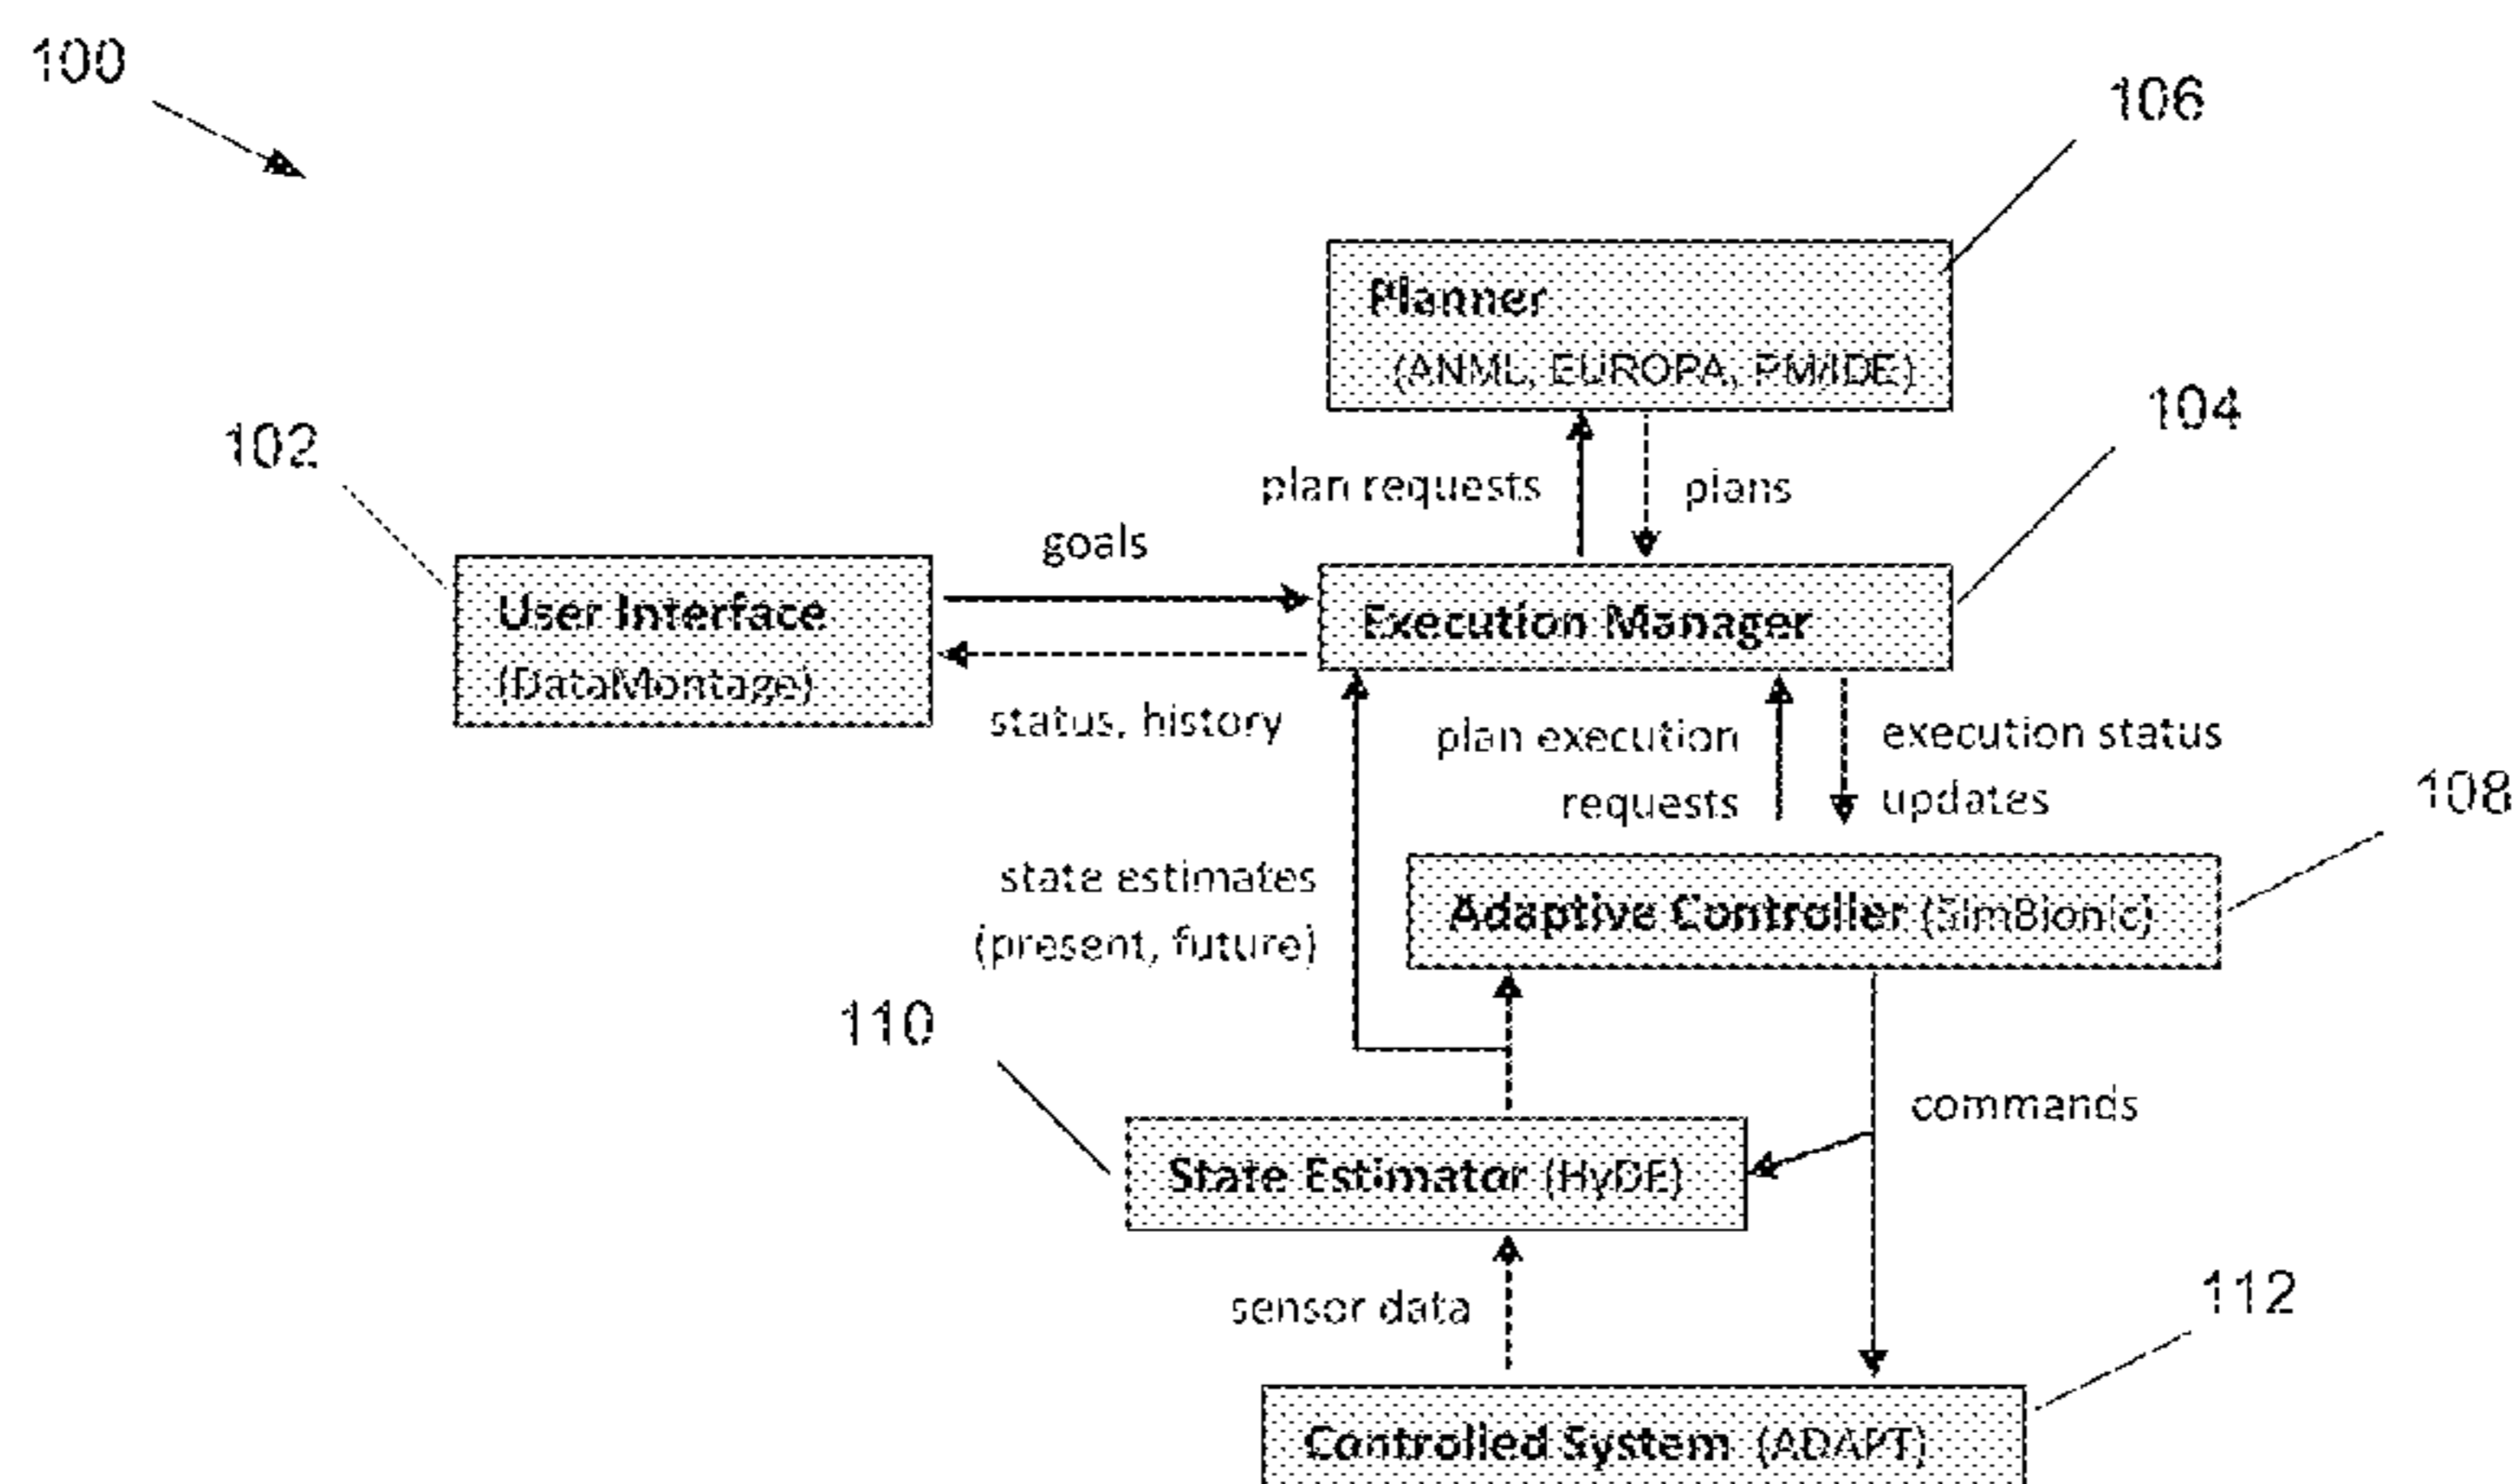 100
106
Planner
(ANML, EUROPA, PM/IDE)
104
102
plan requests
plans
goals
User Interface
(DataMontage)
Execution Manager
status, history
plan execution
requests
execution status
updates
108
state estimates
(present, future)
Adaptive Controller (SimBionic)
110
commands
State Estimator (HyDE)
sensor data
112
Controlled System (ADAPT)